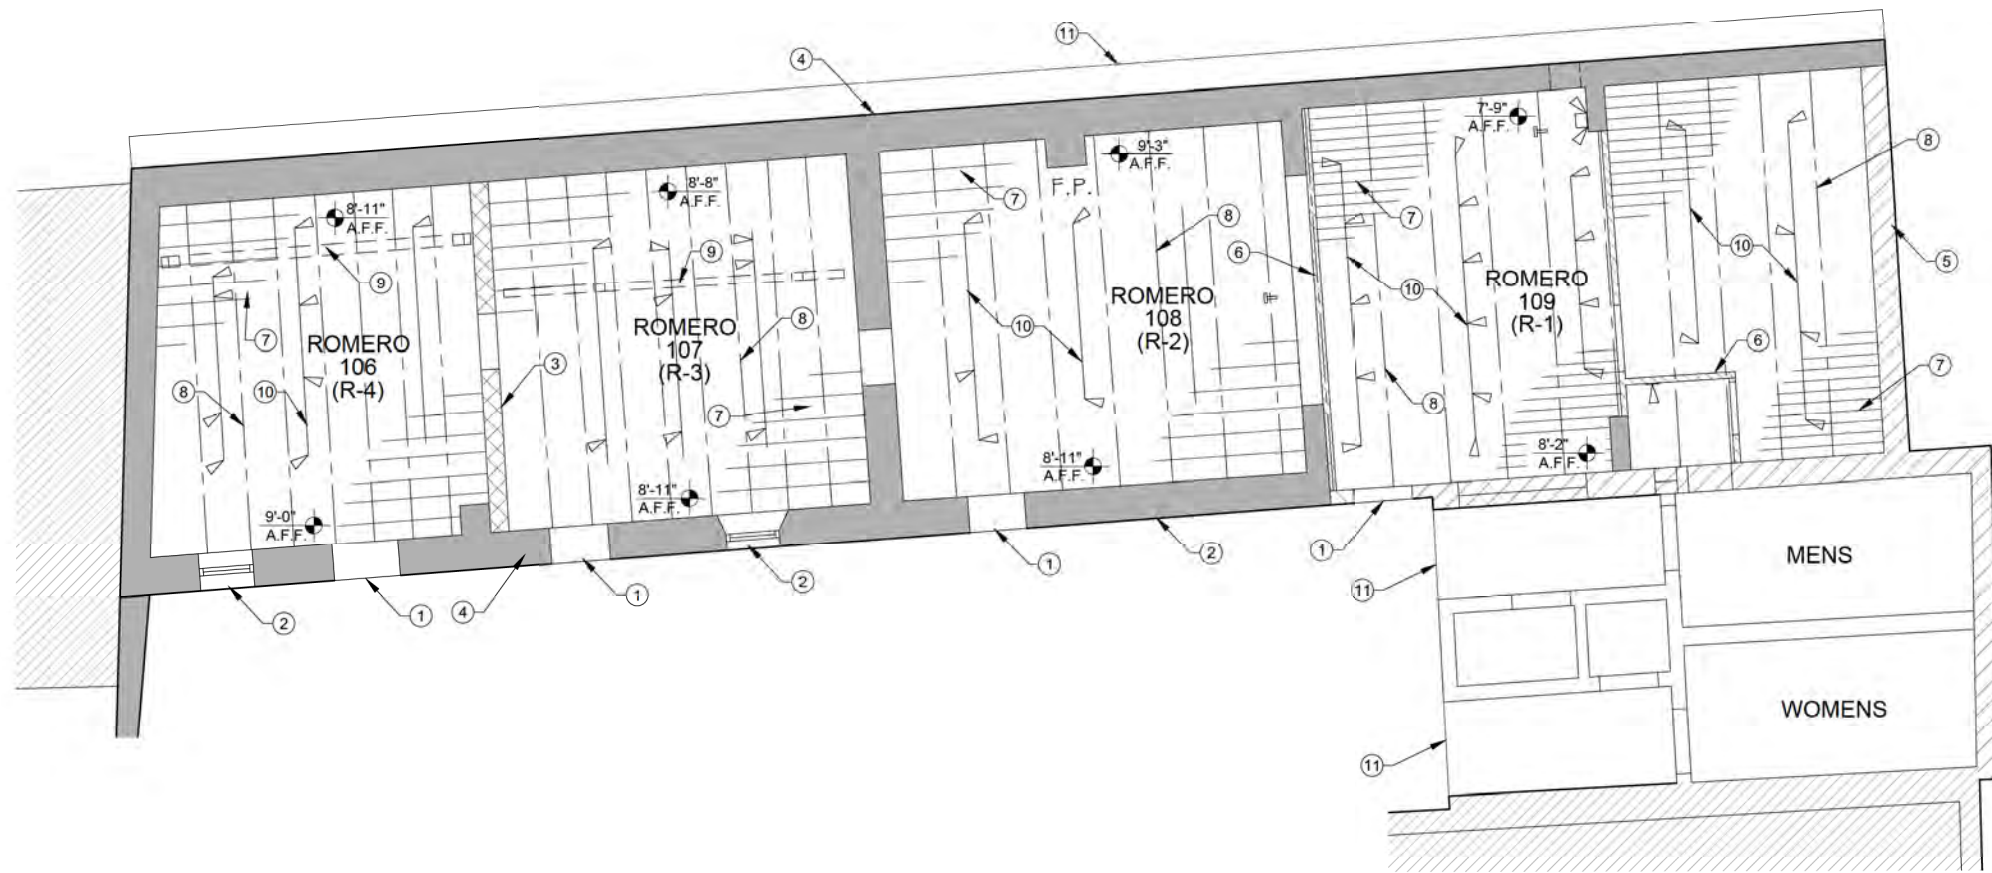 11
4
7'-9"
A.F.F.
9'-3"
A.F.F.
8
7
F.P.
7
8'-8"
A.F.F.
8'-11"
A.F.F.
7
8
6
10
5
9
9
10
ROMERO
109
(R-1)
ROMERO
108
(R-2)
10
8
ROMERO
107
(R-3)
7
ROMERO
106
(R-4)
6
3
7
8
10
8
7
8'-2"
A.F.F.
8'-11"
A.F.F.
8'-11"
A.F.F.
9'-0"
A.F.F.
1
2
1
MENS
2
1
11
2
1
4
WOMENS
11